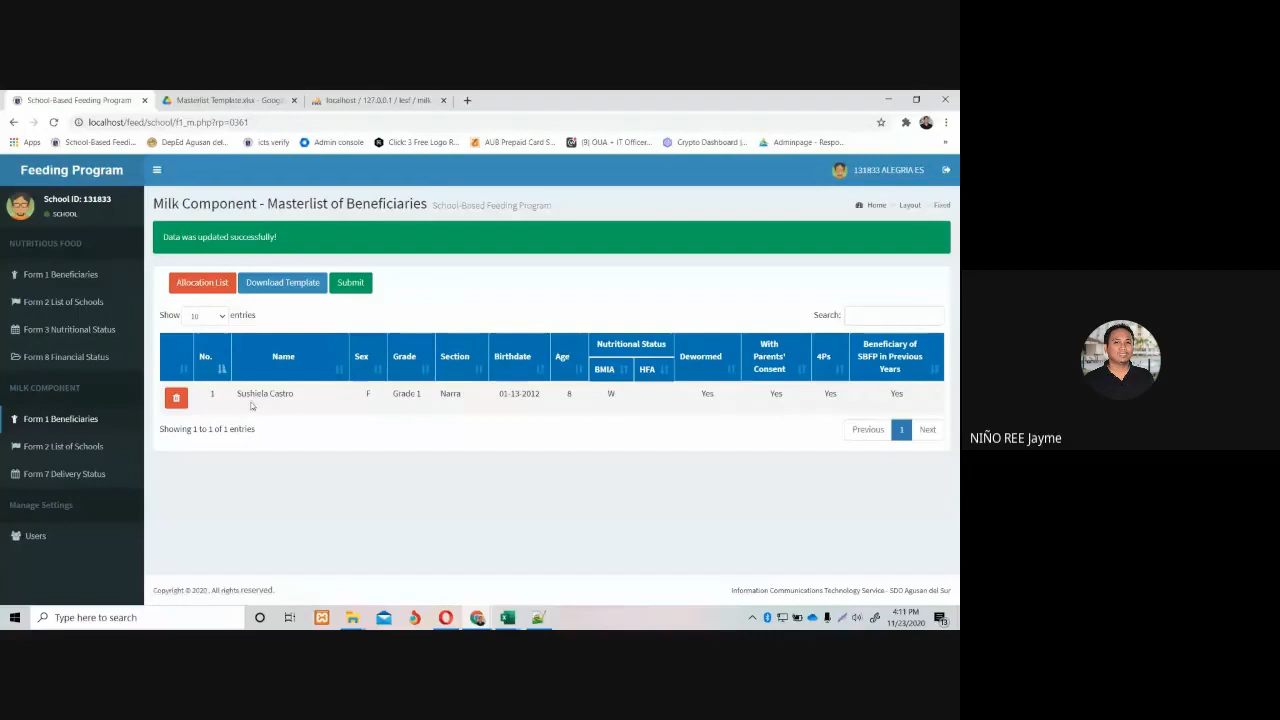 School-Based Feeding Program
Masterlist Template.xlsx - Goog
localhost / 127.0.0.1 / lesf / milk
localhost/feed/school/f1_m.php?rp=0361
Apps
School-Based Feedi...
DepEd Agusan del...
icts verify
Admin console
Click: 3 Free Logo R...
AUB Prepaid Card S...
(9) OUA + IT Officer...
Crypto Dashboard |...
Adminpage - Respo...
»
Feeding Program
131833 ALEGRIA ES
School ID: 131833
SCHOOL
Milk Component - Masterlist of Beneficiaries School-Based Feeding Program
Home Layout Fixed
Data was updated successfully!
NUTRITIOUS FOOD
Form 1 Beneficiaries
Form 2 List of Schools
Form 3 Nutritional Status
Form 8 Financial Status
MILK COMPONENT
Form 1 Beneficiaries
Form 2 List of Schools
Form 7 Delivery Status
Manage Settings
Users
Allocation List
Download Template
Submit
Show 10 entries
Search:
No.
Name
Sex
Grade
Section
Birthdate
Age
Nutritional Status
BMIA
HFA
Dewormed
With
Parents'
Consent
4Ps
Beneficiary of
SBFP in Previous
Years
1 Sushiela Castro F Grade 1 Narra 01-13-2012 8 W Yes Yes Yes Yes
Showing 1 to 1 of 1 entries
Previous 1 Next
Copyright © 2020 . All rights reserved.
Information Communications Technology Service - SDO Agusan del Sur
Type here to search
4:11 PM
11/23/2020
NIÑO REE Jayme